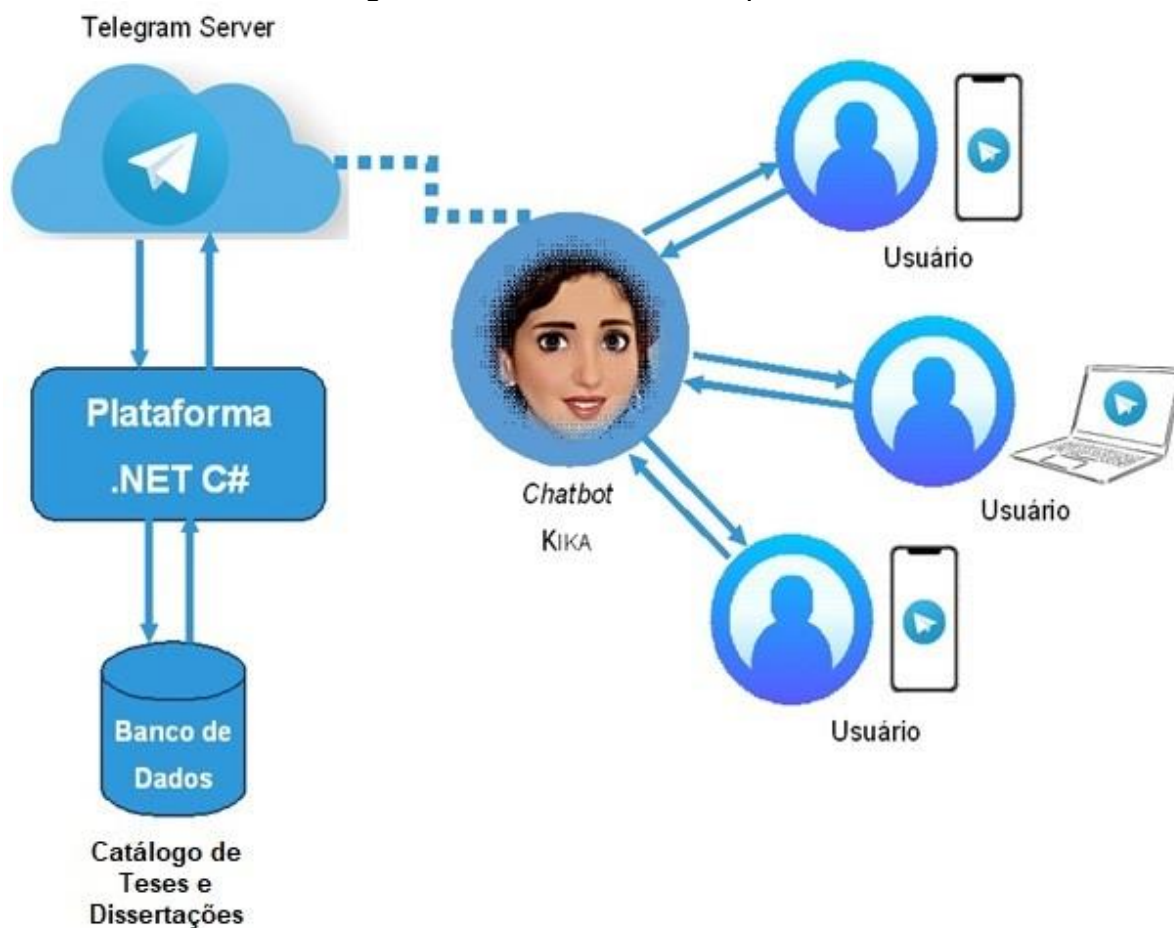 Telegram Server
Usuário
Plataforma
.NET C#
Chatbot
KIKA
Usuário
Banco de
Dados
Usuário
Catálogo de
Teses e
Dissertações